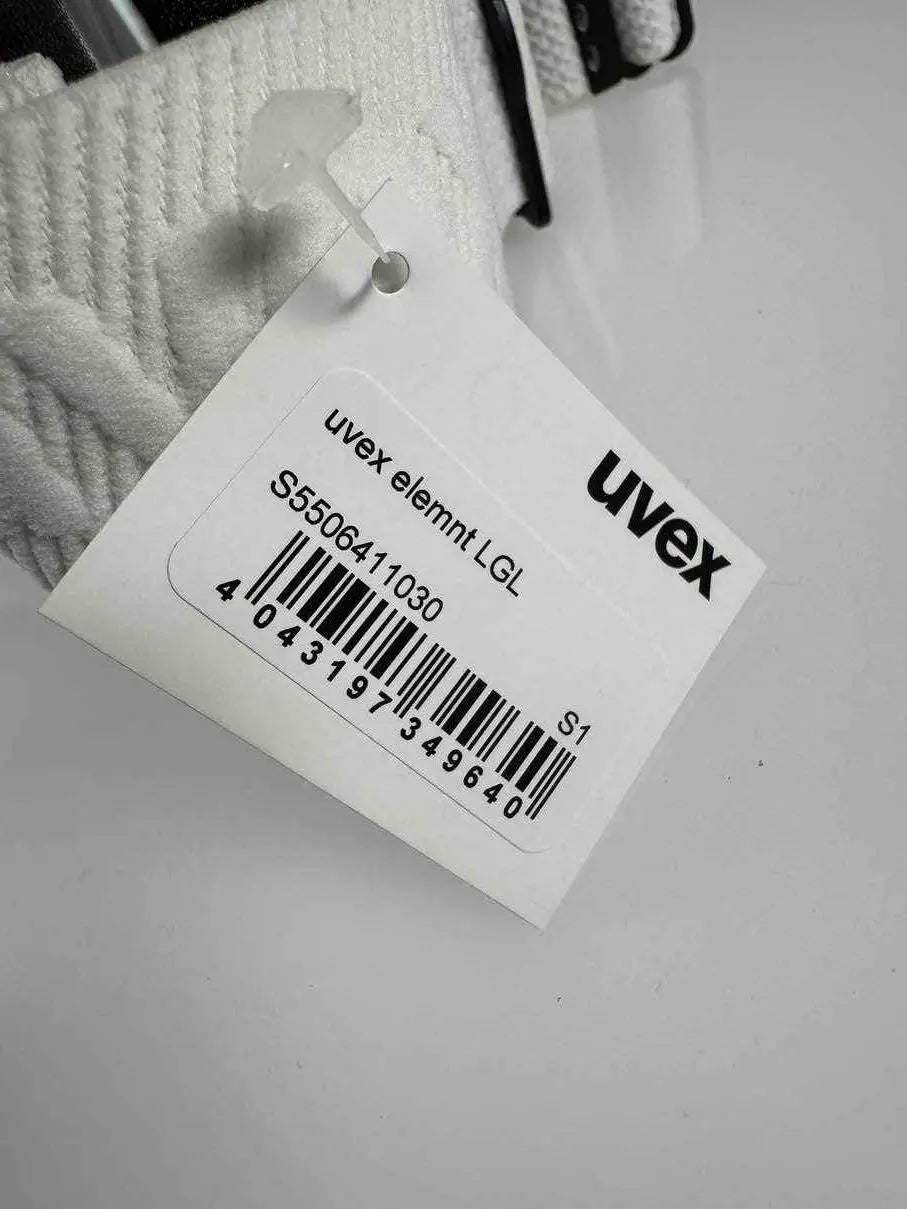 uvex
uvex elemnt LGL
S5506411030
S1
4 043197 349640